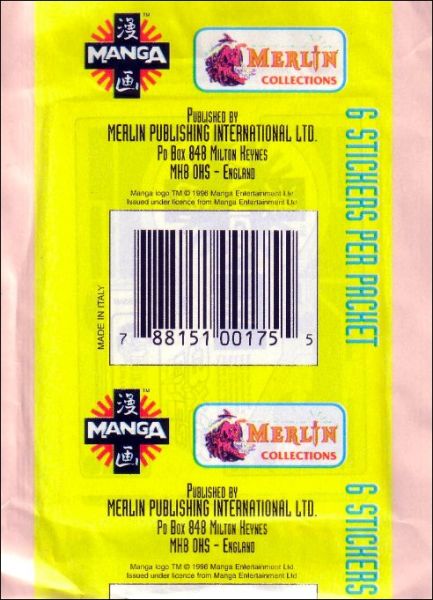 漫
MANGA™
画
MERLIN
COLLECTIONS
PUBLISHED BY
MERLIN PUBLISHING INTERNATIONAL LTD.
PO BOX 848 MILTON KEYNES
MK8 0HS - ENGLAND
Manga logo TM © 1996 Manga Entertainment Ltd
Issued under licence from Manga Entertainment Ltd.
6 STICKERS PER PACKET
MADE IN ITALY
7 88151 00175 5
漫
MANGA™
画
MERLIN
COLLECTIONS
PUBLISHED BY
MERLIN PUBLISHING INTERNATIONAL LTD.
PO BOX 848 MILTON KEYNES
MK8 0HS - ENGLAND
Manga logo TM © 1996 Manga Entertainment Ltd
Issued under licence from Manga Entertainment Ltd.
6 STICKERS